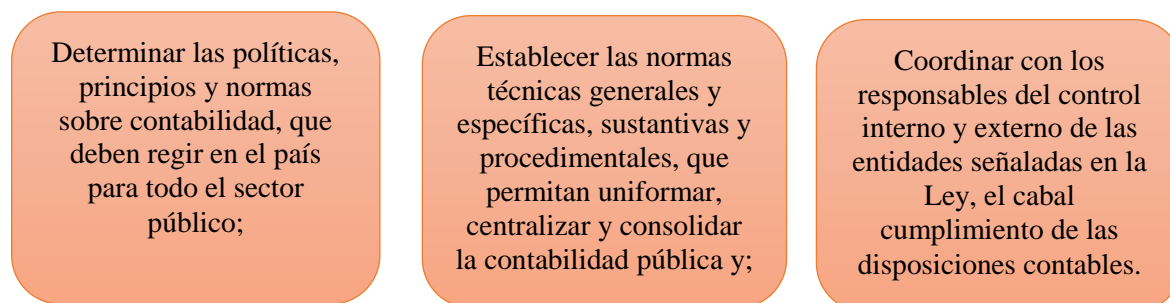 Determinar las políticas,
principios y normas
sobre contabilidad, que
deben regir en el país
para todo el sector
público;
Establecer las normas
técnicas generales y
específicas, sustantivas y
procedimentales, que
permitan uniformar,
centralizar y consolidar
la contabilidad pública y;
Coordinar con los
responsables del control
interno y externo de las
entidades señaladas en la
Ley, el cabal
cumplimiento de las
disposiciones contables.